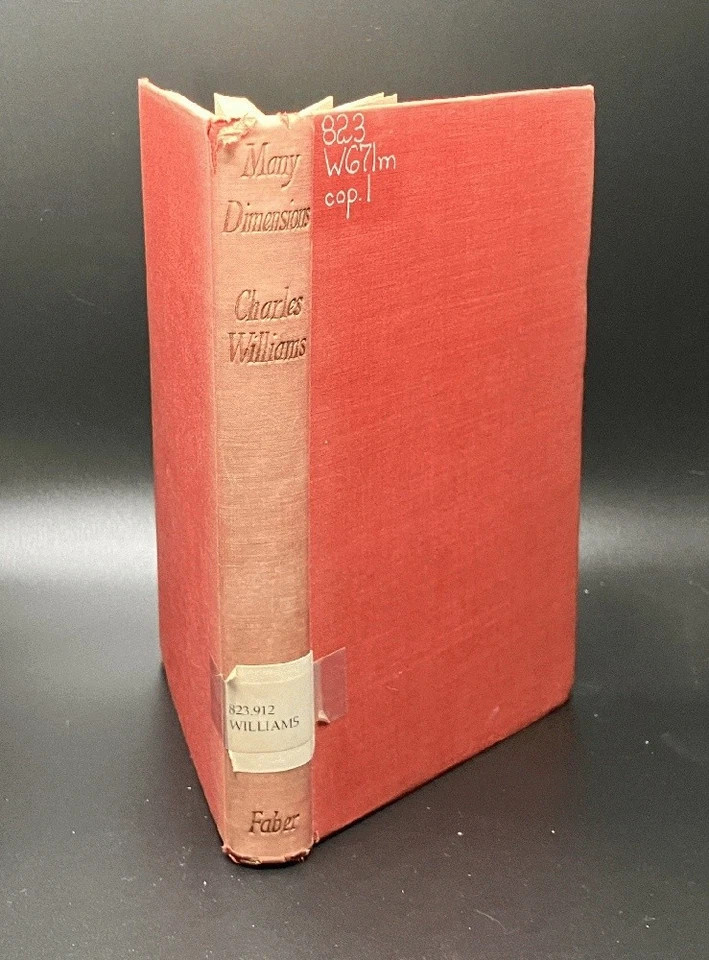 Many
Dimensions
Charles
Williams
823
W671m
cop.1
823.912
WILLIAMS
Faber